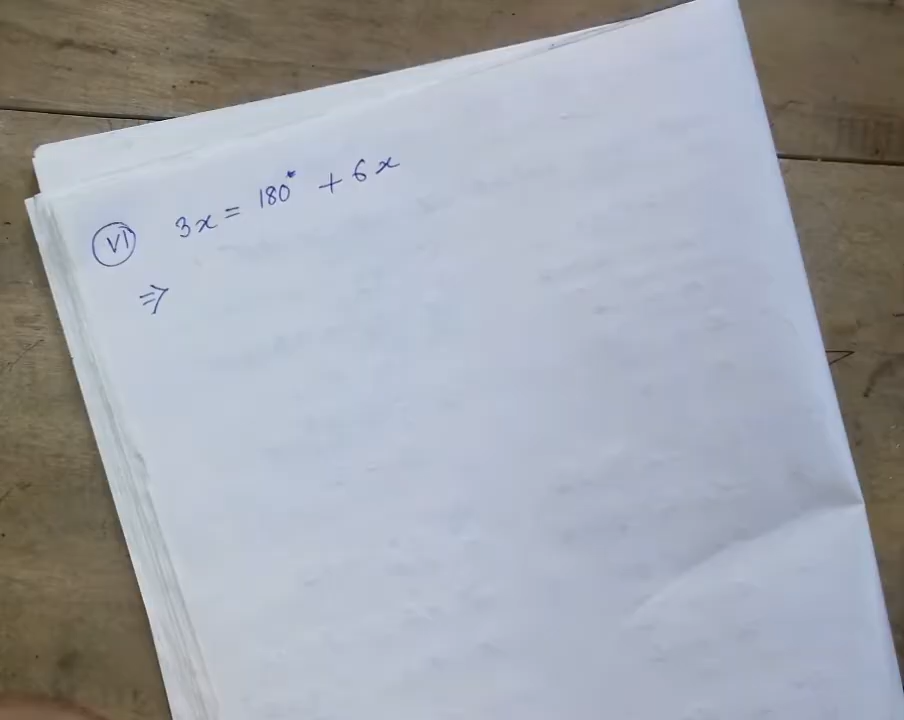 VI 3x = 180° + 6x
⇒